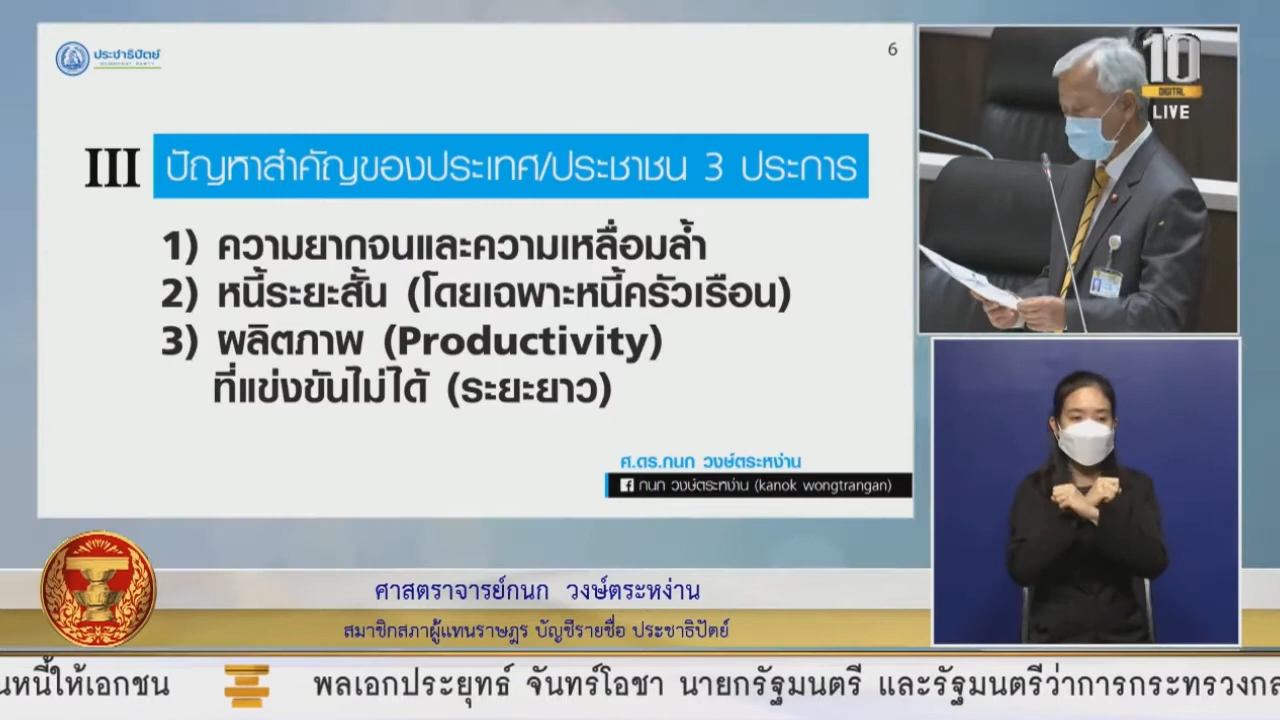 ประชาธิปัตย์
DEMOCRAT PARTY
6
10
DIGITAL
LIVE
III ปัญหาสำคัญของประเทศ/ประชาชน 3 ประการ
1) ความยากจนและความเหลื่อมล้ำ
2) หนี้ระยะสั้น (โดยเฉพาะหนี้ครัวเรือน)
3) ผลิตภาพ (Productivity)
ที่แข่งขันไม่ได้ (ระยะยาว)
ศ.ดร.กนก วงษ์ตระหง่าน
กนก วงษ์ตระหง่าน (kanok wongtrangan)
ศาสตราจารย์กนก วงษ์ตระหง่าน
สมาชิกสภาผู้แทนราษฎร บัญชีรายชื่อ ประชาธิปัตย์
นหนี้ให้เอกชน พลเอกประยุทธ์ จันทร์โอชา นายกรัฐมนตรี และรัฐมนตรีว่าการกระทรวงกล